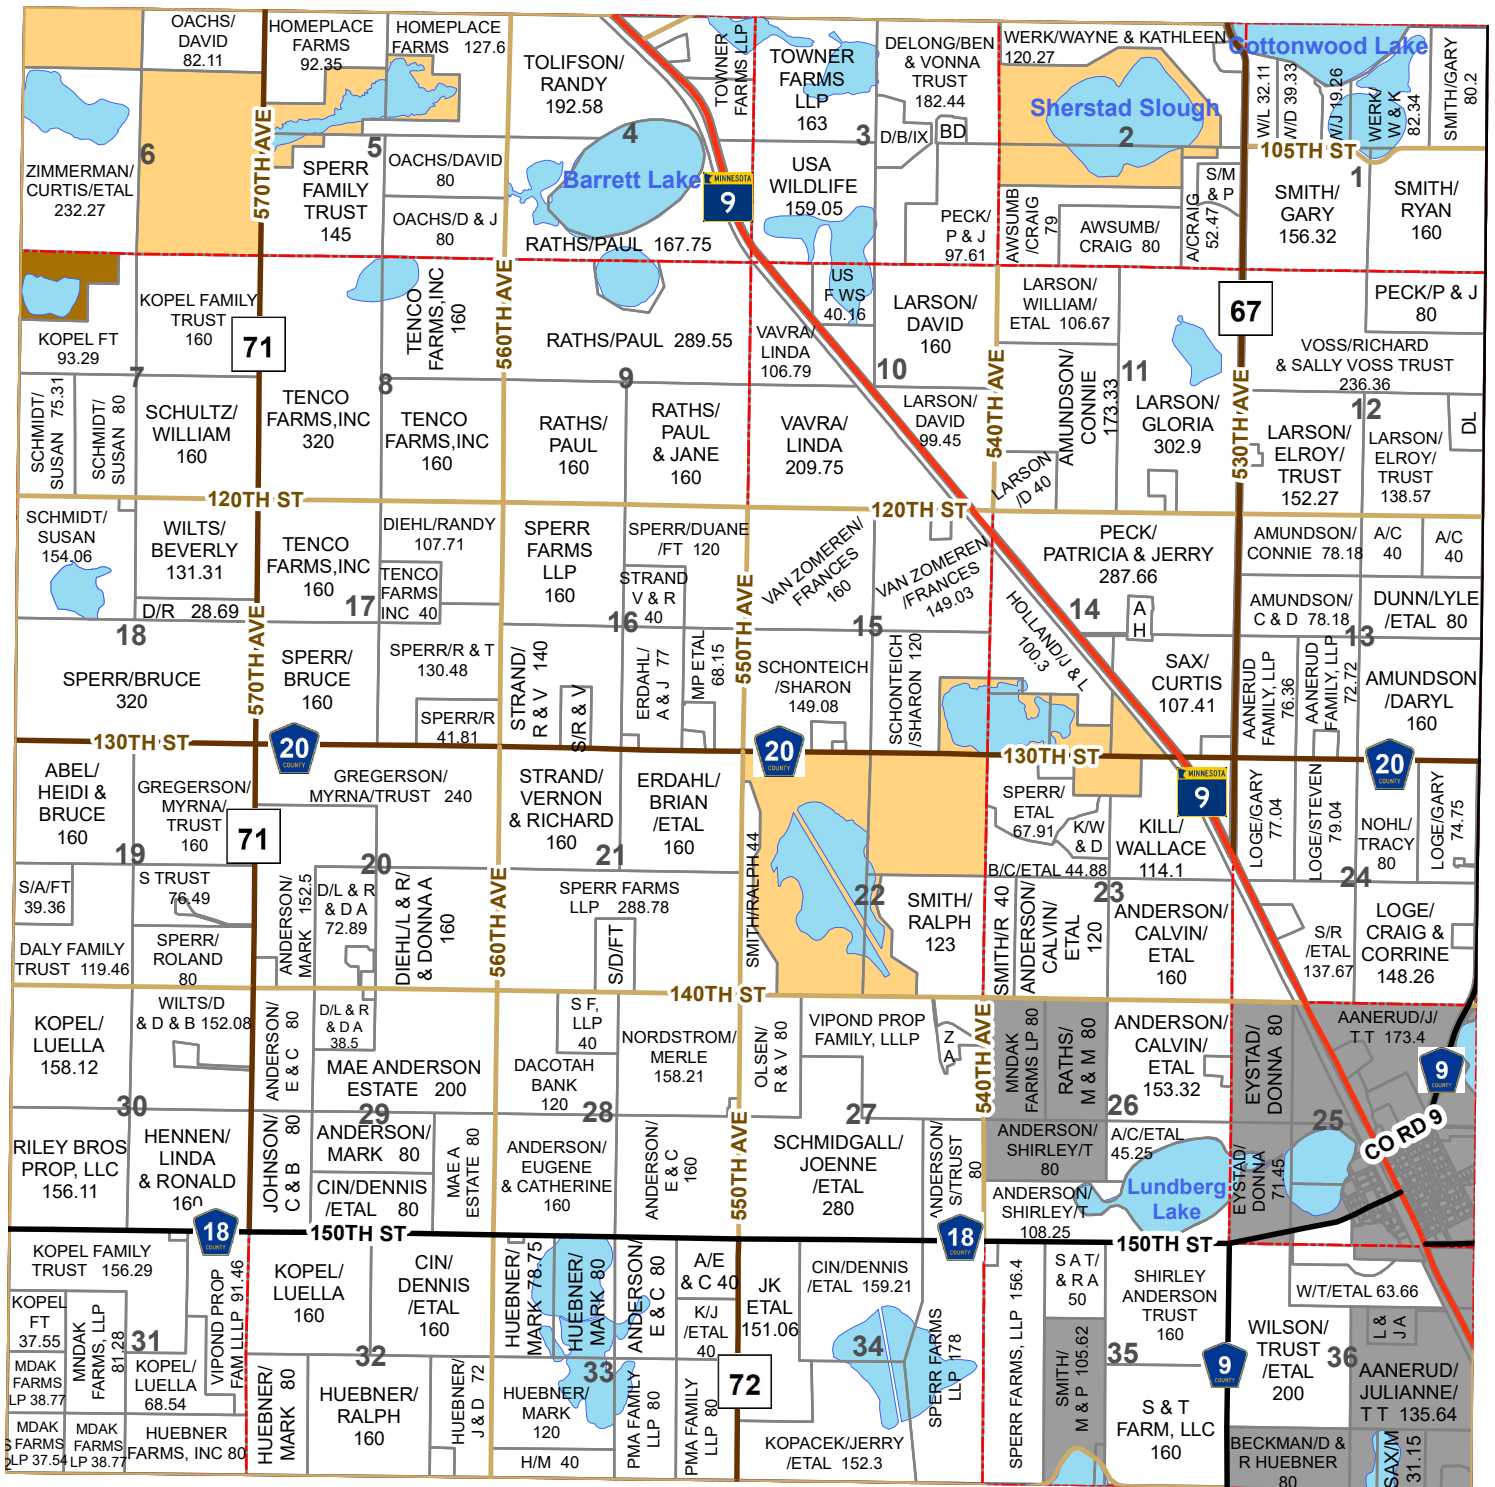 OACHS/
DAVID
82.11
HOMEPLACE
FARMS
92.35
HOMEPLACE
FARMS 127.6
TOLIFSON/
RANDY
192.58
TOWNER
FARMS LLP
TOWNER
FARMS
LLP
163
DELONG/BEN
& VONNA
TRUST
182.44
WERK/WAYNE & KATHLEEN
120.27
Cottonwood Lake
Sherstad Slough
W/L 32.11
W/D 39.33
W/J 19.26
WERK/
W & K
82.34
SMITH/GARY
80.2
6
5
4
3
2
1
D/B/IX
BD
105TH ST
ZIMMERMAN/
CURTIS/ETAL
232.27
570TH AVE
SPERR
FAMILY
TRUST
145
OACHS/DAVID
80
OACHS/D & J
80
Barrett Lake
MINNESOTA
9
RATHS/PAUL 167.75
USA
WILDLIFE
159.05
PECK/
P & J
97.61
AWSUMB
/CRAIG
79
AWSUMB/
CRAIG 80
A/CRAIG
52.47
S/M
& P
SMITH/
GARY
156.32
SMITH/
RYAN
160
KOPEL FAMILY
TRUST
160
KOPEL FT
93.29
71
TENCO
FARMS,INC
160
560TH AVE
RATHS/PAUL 289.55
US
F WS
40.16
VAVRA/
LINDA
106.79
LARSON/
DAVID
160
LARSON/
WILLIAM/
ETAL 106.67
67
PECK/P & J
80
VOSS/RICHARD
& SALLY VOSS TRUST
236.36
7
8
9
10
11
12
SCHMIDT/
SUSAN 75.31
SCHMIDT/
SUSAN 80
SCHULTZ/
WILLIAM
160
TENCO
FARMS,INC
320
TENCO
FARMS,INC
160
RATHS/
PAUL
160
RATHS/
PAUL
& JANE
160
VAVRA/
LINDA
209.75
LARSON/
DAVID
99.45
540TH AVE
LARSON
/D 40
AMUNDSON/
CONNIE
173.33
LARSON/
GLORIA
302.9
530TH AVE
LARSON/
ELROY/
TRUST
152.27
LARSON/
ELROY/
TRUST
138.57
DL
120TH ST
120TH ST
SCHMIDT/
SUSAN
154.06
WILTS/
BEVERLY
131.31
D/R 28.69
TENCO
FARMS,INC
160
DIEHL/RANDY
107.71
TENCO
FARMS
INC 40
SPERR
FARMS
LLP
160
SPERR/DUANE
/FT 120
STRAND
V & R
40
550TH AVE
VAN ZOMEREN/
FRANCES
160
VAN ZOMEREN
/FRANCES
149.03
PECK/
PATRICIA & JERRY
287.66
AMUNDSON/
CONNIE 78.18
A/C
40
A/C
40
AMUNDSON/
C & D 78.18
DUNN/LYLE
/ETAL 80
A
H
18
17
16
15
14
13
SPERR/BRUCE
320
570TH AVE
SPERR/
BRUCE
160
SPERR/R & T
130.48
SPERR/R
41.81
STRAND/
R & V 140
S/R & V
ERDAHL/
A & J 77
MP ETAL
68.15
SCHONTEICH
/SHARON
149.08
SCHONTEICH
/SHARON 120
HOLLAND/J & L
100.3
SAX/
CURTIS
107.41
AANERUD
FAMILY, LLP
76.36
AANERUD
FAMILY, LLP
72.72
AMUNDSON
/DARYL
160
130TH ST
20
COUNTY
20
COUNTY
130TH ST
MINNESOTA
9
20
COUNTY
ABEL/
HEIDI &
BRUCE
160
GREGERSON/
MYRNA/
TRUST
160
71
GREGERSON/
MYRNA/TRUST 240
STRAND/
VERNON
& RICHARD
160
ERDAHL/
BRIAN
/ETAL
160
SMITH/RALPH 44
SPERR/
ETAL
67.91
K/W
& D
KILL/
WALLACE
114.1
B/C/ETAL 44.88
LOGE/GARY
77.04
LOGE/STEVEN
79.04
NOHL/
TRACY
80
LOGE/GARY
74.75
19
20
21
22
23
24
S/A/FT
39.36
S TRUST
76.49
DALY FAMILY
TRUST 119.46
SPERR/
ROLAND
80
ANDERSON/
MARK 152.5
D/L & R
& D A
72.89
DIEHL/L & R/
& DONNA A
160
560TH AVE
SPERR FARMS
LLP 288.78
S/D/FT
SMITH/
RALPH
123
SMITH/R 40
ANDERSON/
CALVIN/
ETAL
120
ANDERSON/
CALVIN/
ETAL
160
S/R
/ETAL
137.67
LOGE/
CRAIG &
CORRINE
148.26
140TH ST
KOPEL/
LUELLA
158.12
WILTS/D
& D & B 152.08
ANDERSON/
E & C 80
D/L & R
& D A
38.5
MAE ANDERSON
ESTATE 200
S F,
LLP
40
DACOTAH
BANK
120
NORDSTROM/
MERLE
158.21
OLSEN/
R & V 80
VIPOND PROP
FAMILY, LLLP
Z
A
540TH AVE
MNDAK
FARMS LP 80
RATHS/
M & M 80
ANDERSON/
CALVIN/
ETAL
153.32
EYSTAD/
DONNA 80
AANERUD/J/
T T 173.4
9
COUNTY
CO RD 9
30
29
28
27
26
25
RILEY BROS
PROP, LLC
156.11
HENNEN/
LINDA
& RONALD
160
JOHNSON/
C & B 80
ANDERSON/
MARK 80
CIN/DENNIS
/ETAL 80
MAE A
ESTATE 80
ANDERSON/
EUGENE
& CATHERINE
160
ANDERSON/
E & C
160
550TH AVE
SCHMIDGALL/
JOENNE
/ETAL
280
ANDERSON/
S/TRUST
80
ANDERSON/
SHIRLEY/T
80
A/C/ETAL
45.25
ANDERSON/
SHIRLEY/T
108.25
Lundberg
Lake
EYSTAD/
DONNA
71.45
18
COUNTY
150TH ST
18
COUNTY
150TH ST
KOPEL FAMILY
TRUST 156.29
KOPEL
FT
37.55
MNDAK
FARMS, LLP
81.28
VIPOND PROP
FAM LLLP 91.46
KOPEL/
LUELLA
160
CIN/
DENNIS
/ETAL
160
HUEBNER/
MARK 78.75
HUEBNER/
MARK 80
ANDERSON/
E & C 80
A/E
& C 40
K/J
/ETAL
40
JK
ETAL
151.06
CIN/DENNIS
/ETAL 159.21
SPERR FARMS
LLP 178
SPERR FARMS, LLP 156.4
S A T/
& R A
50
SHIRLEY
ANDERSON
TRUST
160
W/T/ETAL 63.66
WILSON/
TRUST
/ETAL
200
L &
J A
31
32
33
34
35
36
MDAK
FARMS
LP 38.77
KOPEL/
LUELLA
68.54
HUEBNER/
MARK 80
HUEBNER/
RALPH
160
HUEBNER/
J & D 72
HUEBNER/
MARK
120
PMA FAMILY
LLP 80
PMA FAMILY
LLP 80
72
SMITH/
M & P 105.62
9
COUNTY
AANERUD/
JULIANNE/
T T 135.64
MDAK
FARMS
LP 37.54
MDAK
FARMS
LP 38.77
HUEBNER
FARMS, INC 80
H/M 40
KOPACEK/JERRY
/ETAL 152.3
S & T
FARM, LLC
160
BECKMAN/D &
R HUEBNER
80
SAX/M
31.15